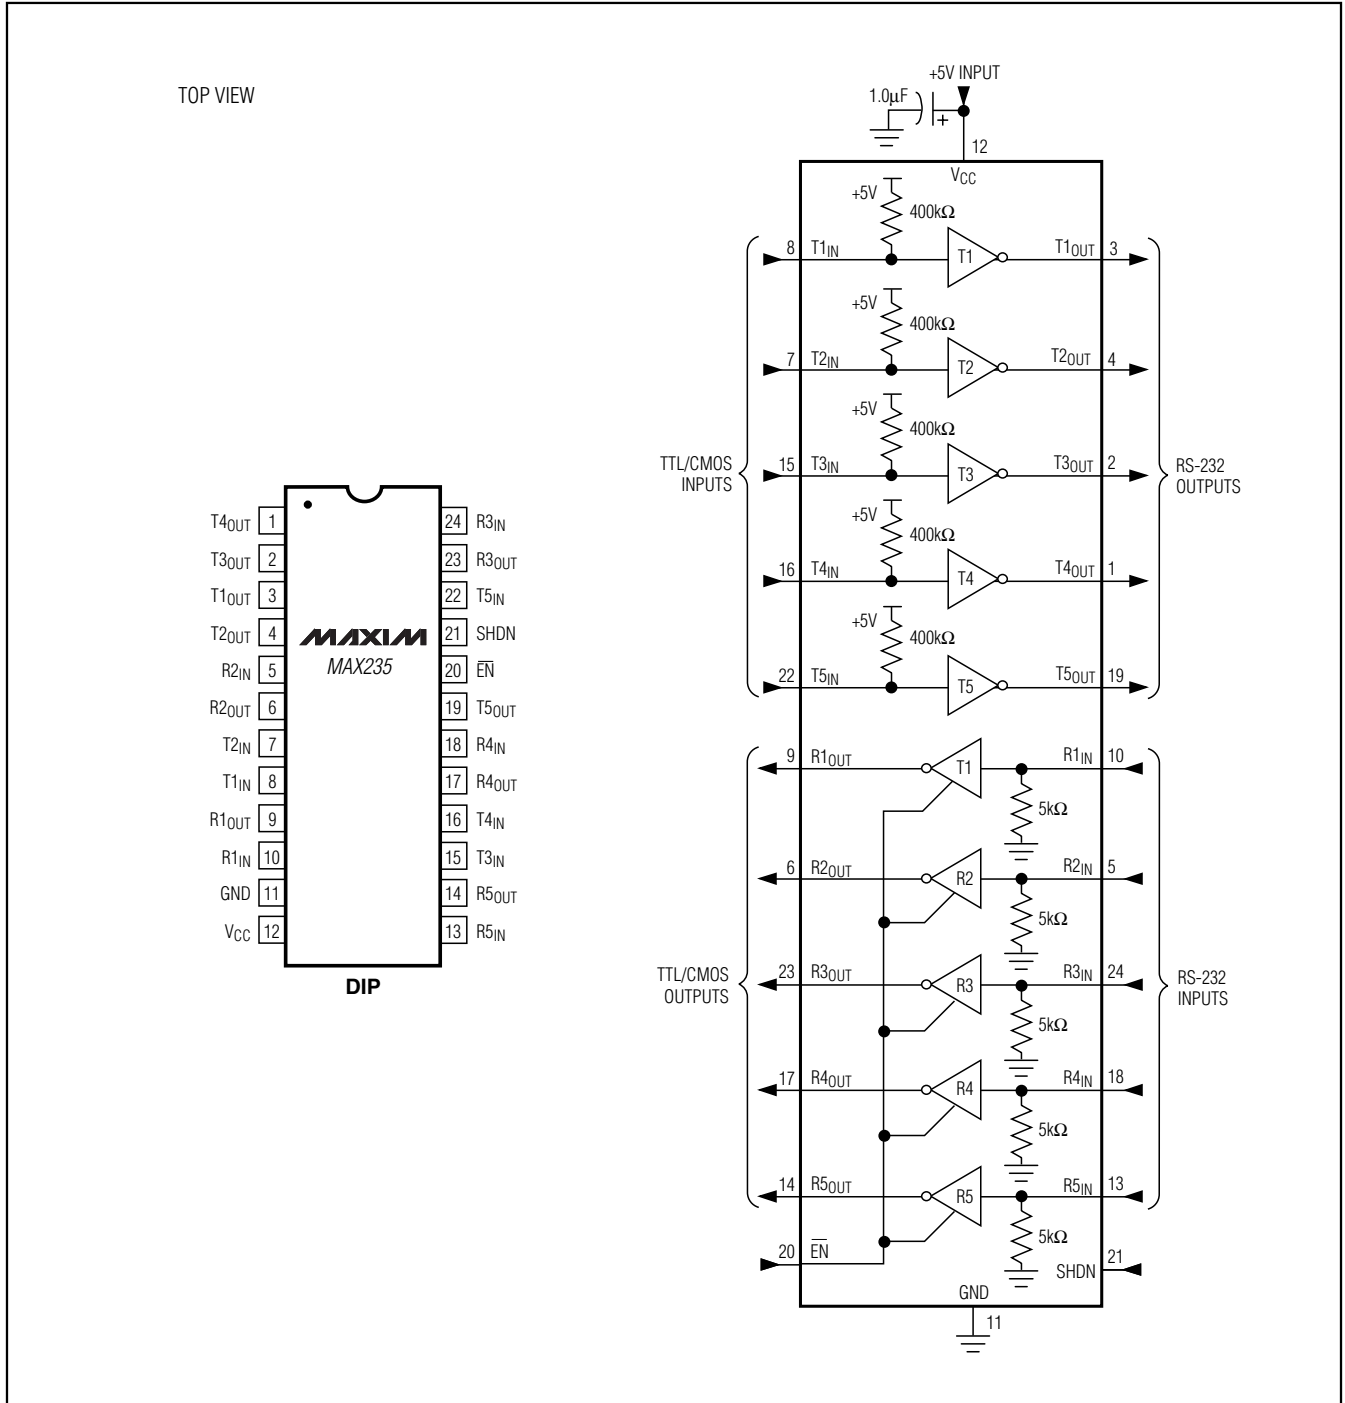 TOP VIEW
+5V INPUT
1.0µF
+
12
VCC
+5V
400kΩ
8 T1IN
T1
T1OUT 3
+5V
400kΩ
7 T2IN
T2
T2OUT 4
+5V
400kΩ
TTL/CMOS
INPUTS
15 T3IN
T3
T3OUT 2
RS-232
OUTPUTS
+5V
400kΩ
16 T4IN
T4
T4OUT 1
+5V
400kΩ
22 T5IN
T5
T5OUT 19
T4OUT 1
T3OUT 2
T1OUT 3
T2OUT 4
R2IN 5
R2OUT 6
T2IN 7
T1IN 8
R1OUT 9
R1IN 10
GND 11
VCC 12
MAXIM
MAX235
24 R3IN
23 R3OUT
22 T5IN
21 SHDN
20 E̅N̅
19 T5OUT
18 R4IN
17 R4OUT
16 T4IN
15 T3IN
14 R5OUT
13 R5IN
DIP
9 R1OUT
T1
R1IN 10
5kΩ
6 R2OUT
R2
R2IN 5
5kΩ
TTL/CMOS
OUTPUTS
23 R3OUT
R3
R3IN 24
RS-232
INPUTS
5kΩ
17 R4OUT
R4
R4IN 18
5kΩ
14 R5OUT
R5
R5IN 13
5kΩ
20 E̅N̅
SHDN 21
GND
11